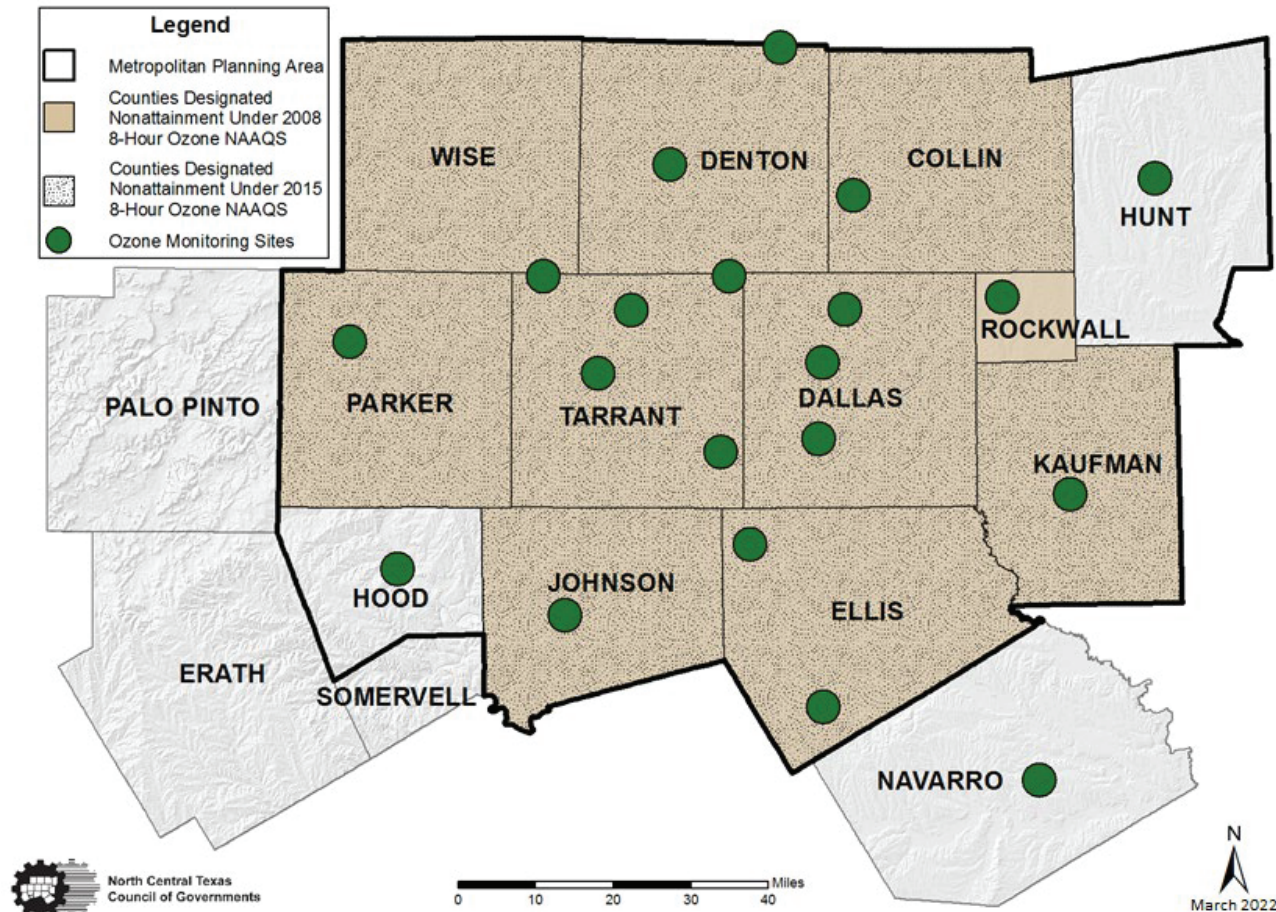 Legend
Metropolitan Planning Area
Counties Designated
Nonattainment Under 2008
8-Hour Ozone NAAQS
Counties Designated
Nonattainment Under 2015
8-Hour Ozone NAAQS
Ozone Monitoring Sites
WISE
DENTON
COLLIN
HUNT
ROCKWALL
PALO PINTO
PARKER
TARRANT
DALLAS
KAUFMAN
HOOD
JOHNSON
ELLIS
ERATH
SOMERVELL
NAVARRO
North Central Texas
Council of Governments
Miles
0 10 20 30 40
N
March 2022